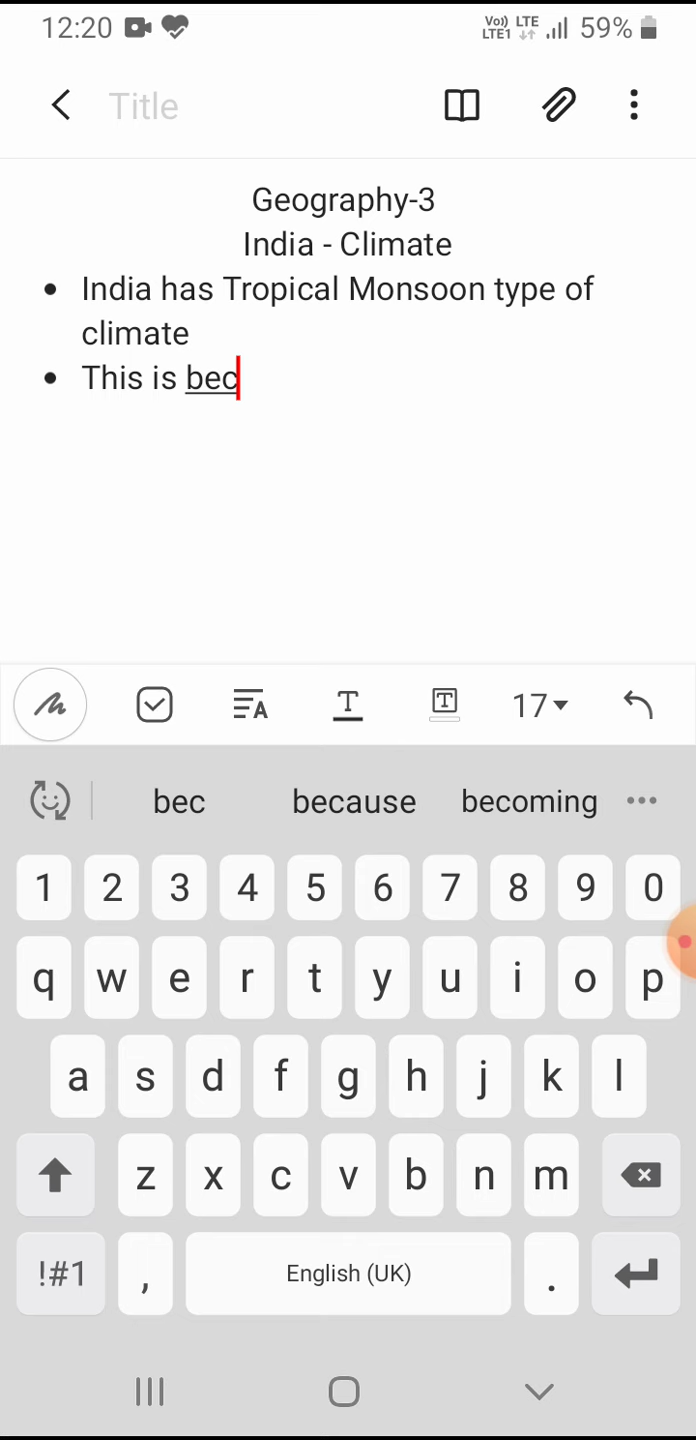 12:20 Vo)) LTE LTE1 59%
Title
Geography-3
India - Climate
• India has Tropical Monsoon type of
climate
• This is bec
T T 17
bec because becoming •••
1 2 3 4 5 6 7 8 9 0
q w e r t y u i o p
a s d f g h j k l
z x c v b n m
!#1 , English (UK) .